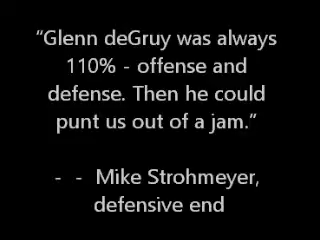 “Glenn deGruy was always
110% - offense and
defense. Then he could
punt us out of a jam.”
- - Mike Strohmeyer,
defensive end